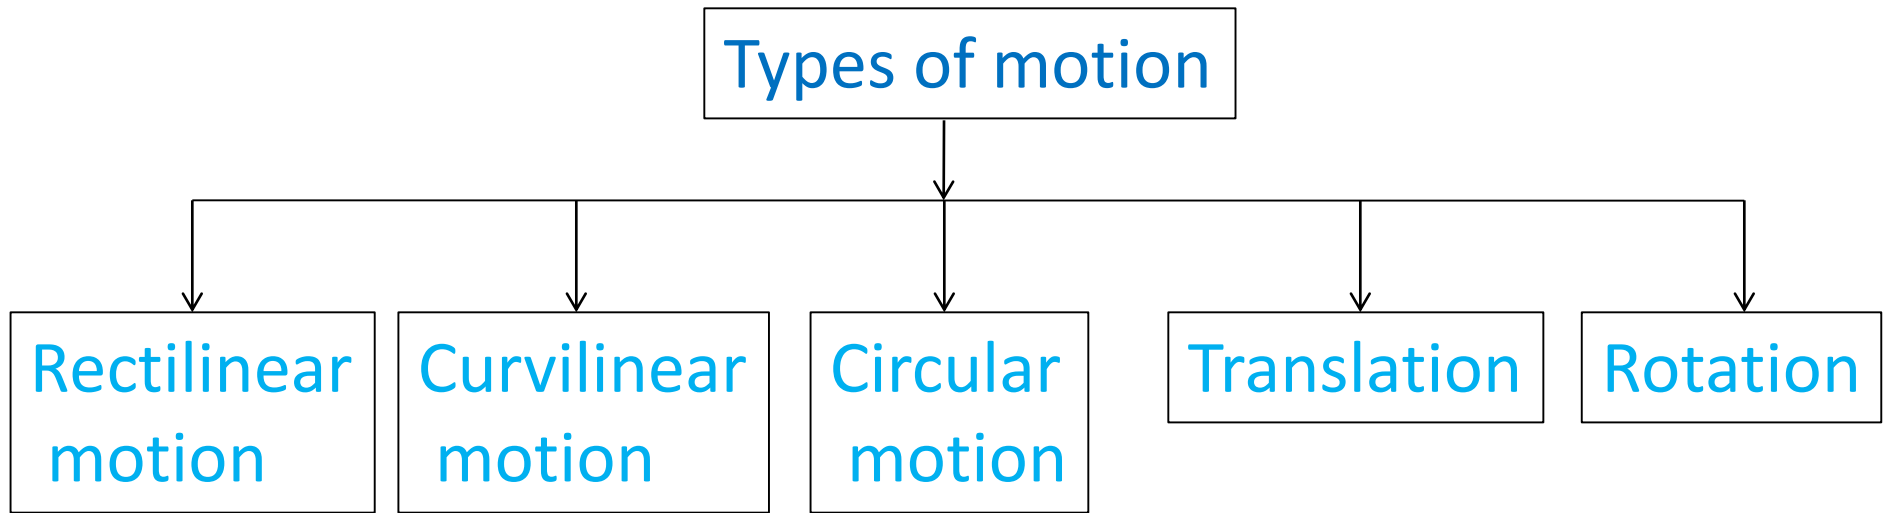 Types of motion
Rectilinear
motion
Curvilinear
motion
Circular
motion
Translation
Rotation